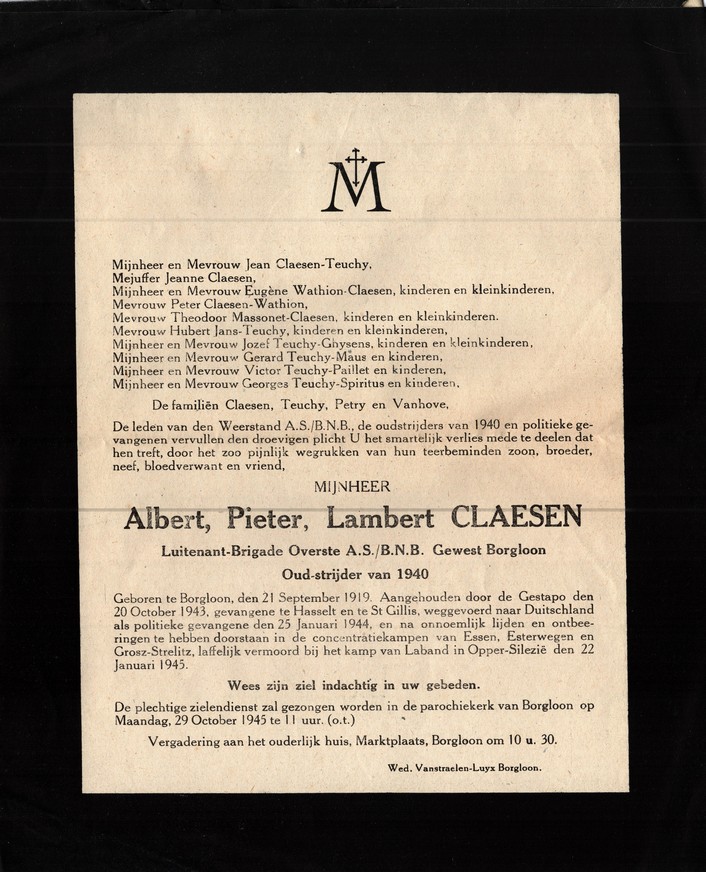 M
Mijnheer en Mevrouw Jean Claesen-Teuchy,
Mejuffer Jeanne Claesen,
Mijnheer en Mevrouw Eugène Wathion-Claesen, kinderen en kleinkinderen,
Mevrouw Peter Claesen-Wathion,
Mevrouw Theodoor Massonet-Claesen, kinderen en kleinkinderen.
Mevrouw Hubert Jans-Teuchy, kinderen en kleinkinderen,
Mijnheer en Mevrouw Jozef Teuchy-Ghysens, kinderen en kleinkinderen,
Mijnheer en Mevrouw Gerard Teuchy-Maus en kinderen,
Mijnheer en Mevrouw Victor Teuchy-Paillet en kinderen,
Mijnheer en Mevrouw Georges Teuchy-Spiritus en kinderen,
De familiën Claesen, Teuchy, Petry en Vanhove,
De leden van den Weerstand A.S./B.N.B., de oudstrijders van 1940 en politieke ge-
vangenen vervullen den droevigen plicht U het smartelijk verlies mede te deelen dat
hen treft, door het zoo pijnlijk wegrukken van hun teerbeminden zoon, broeder,
neef, bloedverwant en vriend,
MIJNHEER
Albert, Pieter, Lambert CLAESEN
Luitenant-Brigade Overste A.S./B.N.B. Gewest Borgloon
Oud-strijder van 1940
Geboren te Borgloon, den 21 September 1919. Aangehouden door de Gestapo den
20 October 1943, gevangene te Hasselt en te St Gillis, weggevoerd naar Duitschland
als politieke gevangene den 25 Januari 1944, en na onnoemlijk lijden en ontbee-
ringen te hebben doorstaan in de concentratiekampen van Essen, Esterwegen en
Grosz-Strelitz, laffelijk vermoord bij het kamp van Laband in Opper-Silezië den 22
Januari 1945.
Wees zijn ziel indachtig in uw gebeden.
De plechtige zielendienst zal gezongen worden in de parochiekerk van Borgloon op
Maandag, 29 October 1945 te 11 uur. (o.t.)
Vergadering aan het ouderlijk huis, Marktplaats, Borgloon om 10 u. 30.
Wed. Vanstraelen-Luyx Borgloon.